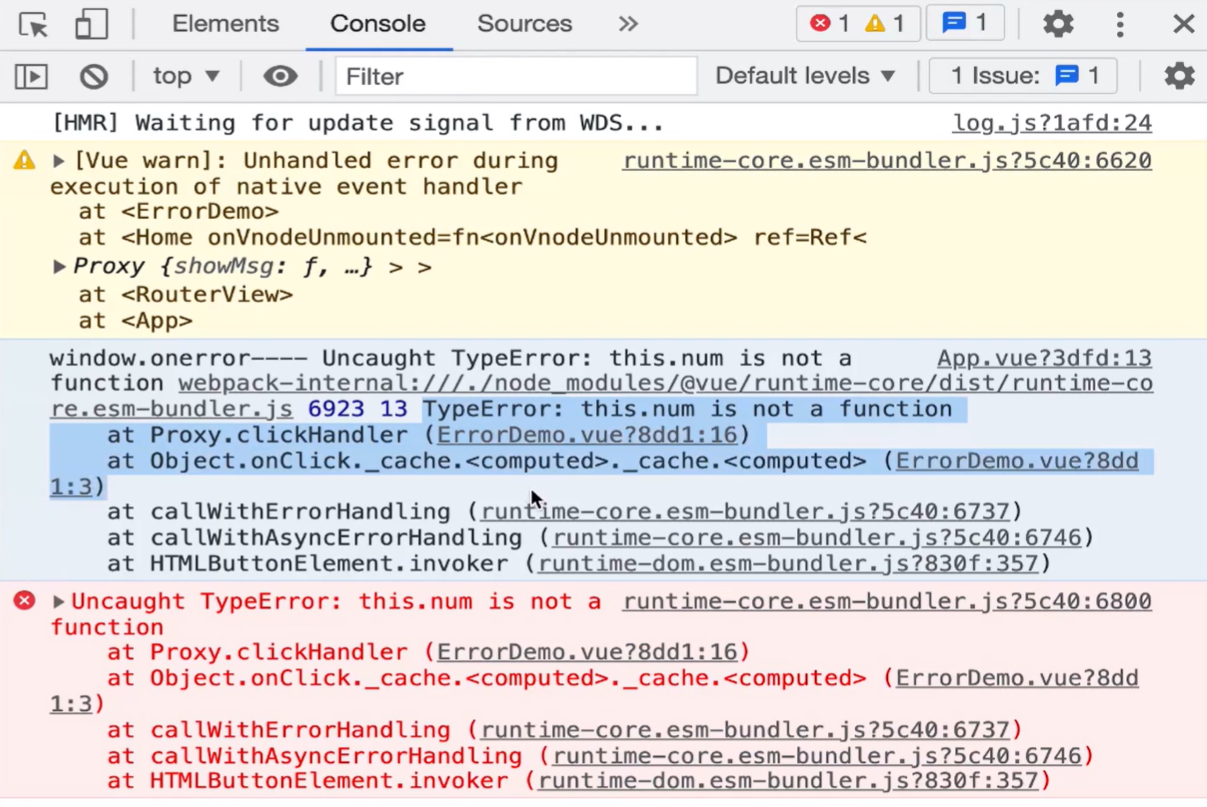 Elements Console Sources » 1 1 1
top ▼ Filter Default levels ▼ 1 Issue: 1
[HMR] Waiting for update signal from WDS... log.js?1afd:24
▶ [Vue warn]: Unhandled error during runtime-core.esm-bundler.js?5c40:6620
execution of native event handler
at <ErrorDemo>
at <Home onVnodeUnmounted=fn<onVnodeUnmounted> ref=Ref<
▶ Proxy {showMsg: ƒ, …} > >
at <RouterView>
at <App>
window.onerror---- Uncaught TypeError: this.num is not a App.vue?3dfd:13
function webpack-internal:///./node_modules/@vue/runtime-core/dist/runtime-co
re.esm-bundler.js 6923 13 TypeError: this.num is not a function
at Proxy.clickHandler (ErrorDemo.vue?8dd1:16)
at Object.onClick._cache.<computed>._cache.<computed> (ErrorDemo.vue?8dd
1:3)
at callWithErrorHandling (runtime-core.esm-bundler.js?5c40:6737)
at callWithAsyncErrorHandling (runtime-core.esm-bundler.js?5c40:6746)
at HTMLButtonElement.invoker (runtime-dom.esm-bundler.js?830f:357)
▶ Uncaught TypeError: this.num is not a runtime-core.esm-bundler.js?5c40:6800
function
at Proxy.clickHandler (ErrorDemo.vue?8dd1:16)
at Object.onClick._cache.<computed>._cache.<computed> (ErrorDemo.vue?8dd
1:3)
at callWithErrorHandling (runtime-core.esm-bundler.js?5c40:6737)
at callWithAsyncErrorHandling (runtime-core.esm-bundler.js?5c40:6746)
at HTMLButtonElement.invoker (runtime-dom.esm-bundler.js?830f:357)